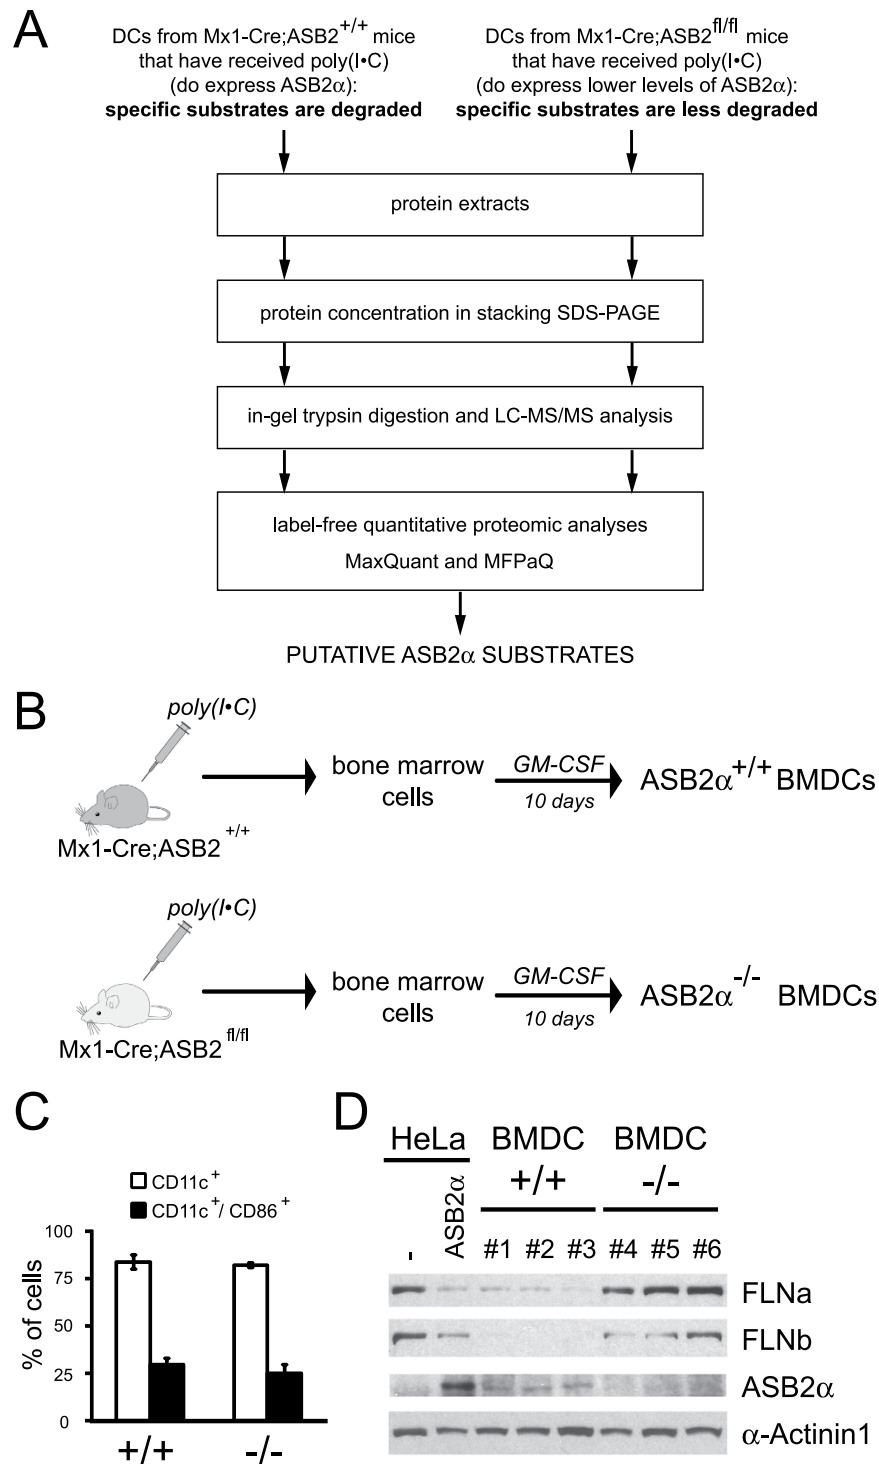 A
DCs from Mx1-Cre;ASB2+/+ mice
that have received poly(I•C)
(do express ASB2α):
specific substrates are degraded
DCs from Mx1-Cre;ASB2fl/fl mice
that have received poly(I•C)
(do express lower levels of ASB2α):
specific substrates are less degraded
protein extracts
protein concentration in stacking SDS-PAGE
in-gel trypsin digestion and LC-MS/MS analysis
label-free quantitative proteomic analyses
MaxQuant and MFPaQ
PUTATIVE ASB2α SUBSTRATES
B
poly(I•C)
Mx1-Cre;ASB2 +/+
bone marrow
cells
GM-CSF
10 days
ASB2α+/+ BMDCs
poly(I•C)
Mx1-Cre;ASB2 fl/fl
bone marrow
cells
GM-CSF
10 days
ASB2α-/- BMDCs
C
CD11c+
CD11c+/ CD86+
% of cells
100
75
50
25
0
+/+ -/-
D
HeLa BMDC BMDC
+/+ -/-
- ASB2α #1 #2 #3 #4 #5 #6
FLNa
FLNb
ASB2α
α-Actinin1